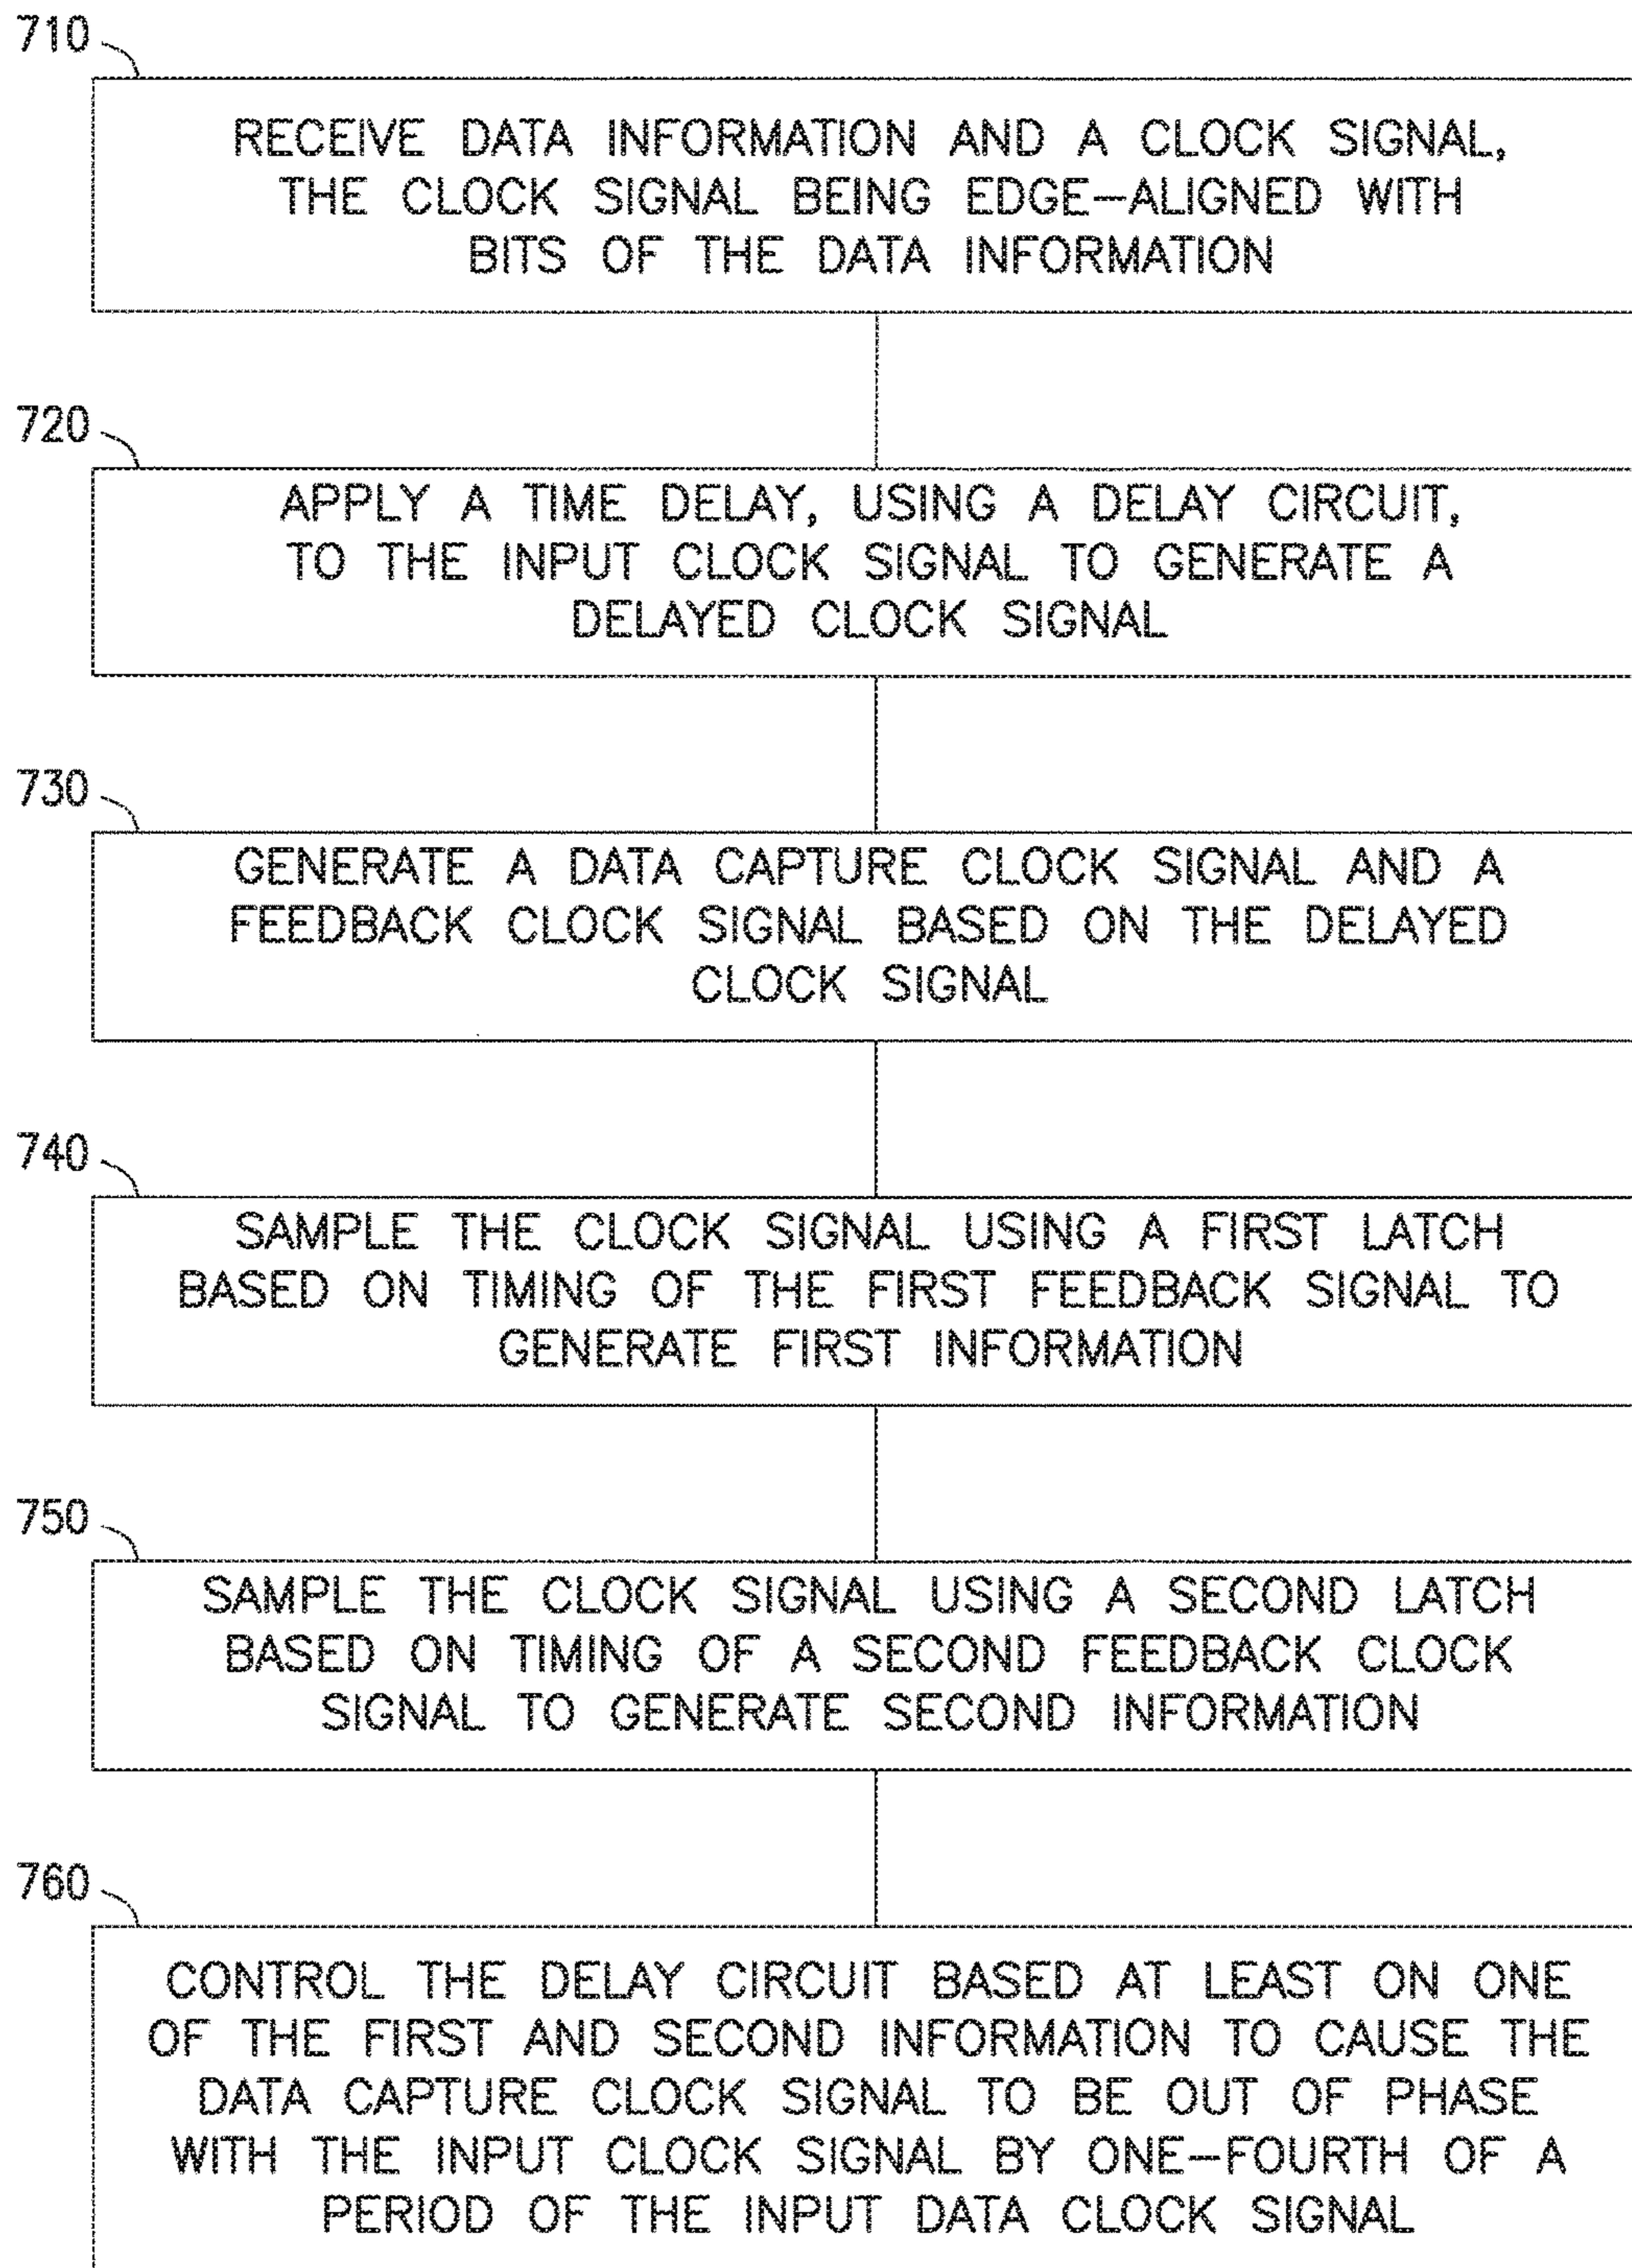 710
RECEIVE DATA INFORMATION AND A CLOCK SIGNAL,
THE CLOCK SIGNAL BEING EDGE–ALIGNED WITH
BITS OF THE DATA INFORMATION
720
APPLY A TIME DELAY, USING A DELAY CIRCUIT,
TO THE INPUT CLOCK SIGNAL TO GENERATE A
DELAYED CLOCK SIGNAL
730
GENERATE A DATA CAPTURE CLOCK SIGNAL AND A
FEEDBACK CLOCK SIGNAL BASED ON THE DELAYED
CLOCK SIGNAL
740
SAMPLE THE CLOCK SIGNAL USING A FIRST LATCH
BASED ON TIMING OF THE FIRST FEEDBACK SIGNAL TO
GENERATE FIRST INFORMATION
750
SAMPLE THE CLOCK SIGNAL USING A SECOND LATCH
BASED ON TIMING OF A SECOND FEEDBACK CLOCK
SIGNAL TO GENERATE SECOND INFORMATION
760
CONTROL THE DELAY CIRCUIT BASED AT LEAST ON ONE
OF THE FIRST AND SECOND INFORMATION TO CAUSE THE
DATA CAPTURE CLOCK SIGNAL TO BE OUT OF PHASE
WITH THE INPUT CLOCK SIGNAL BY ONE–FOURTH OF A
PERIOD OF THE INPUT DATA CLOCK SIGNAL